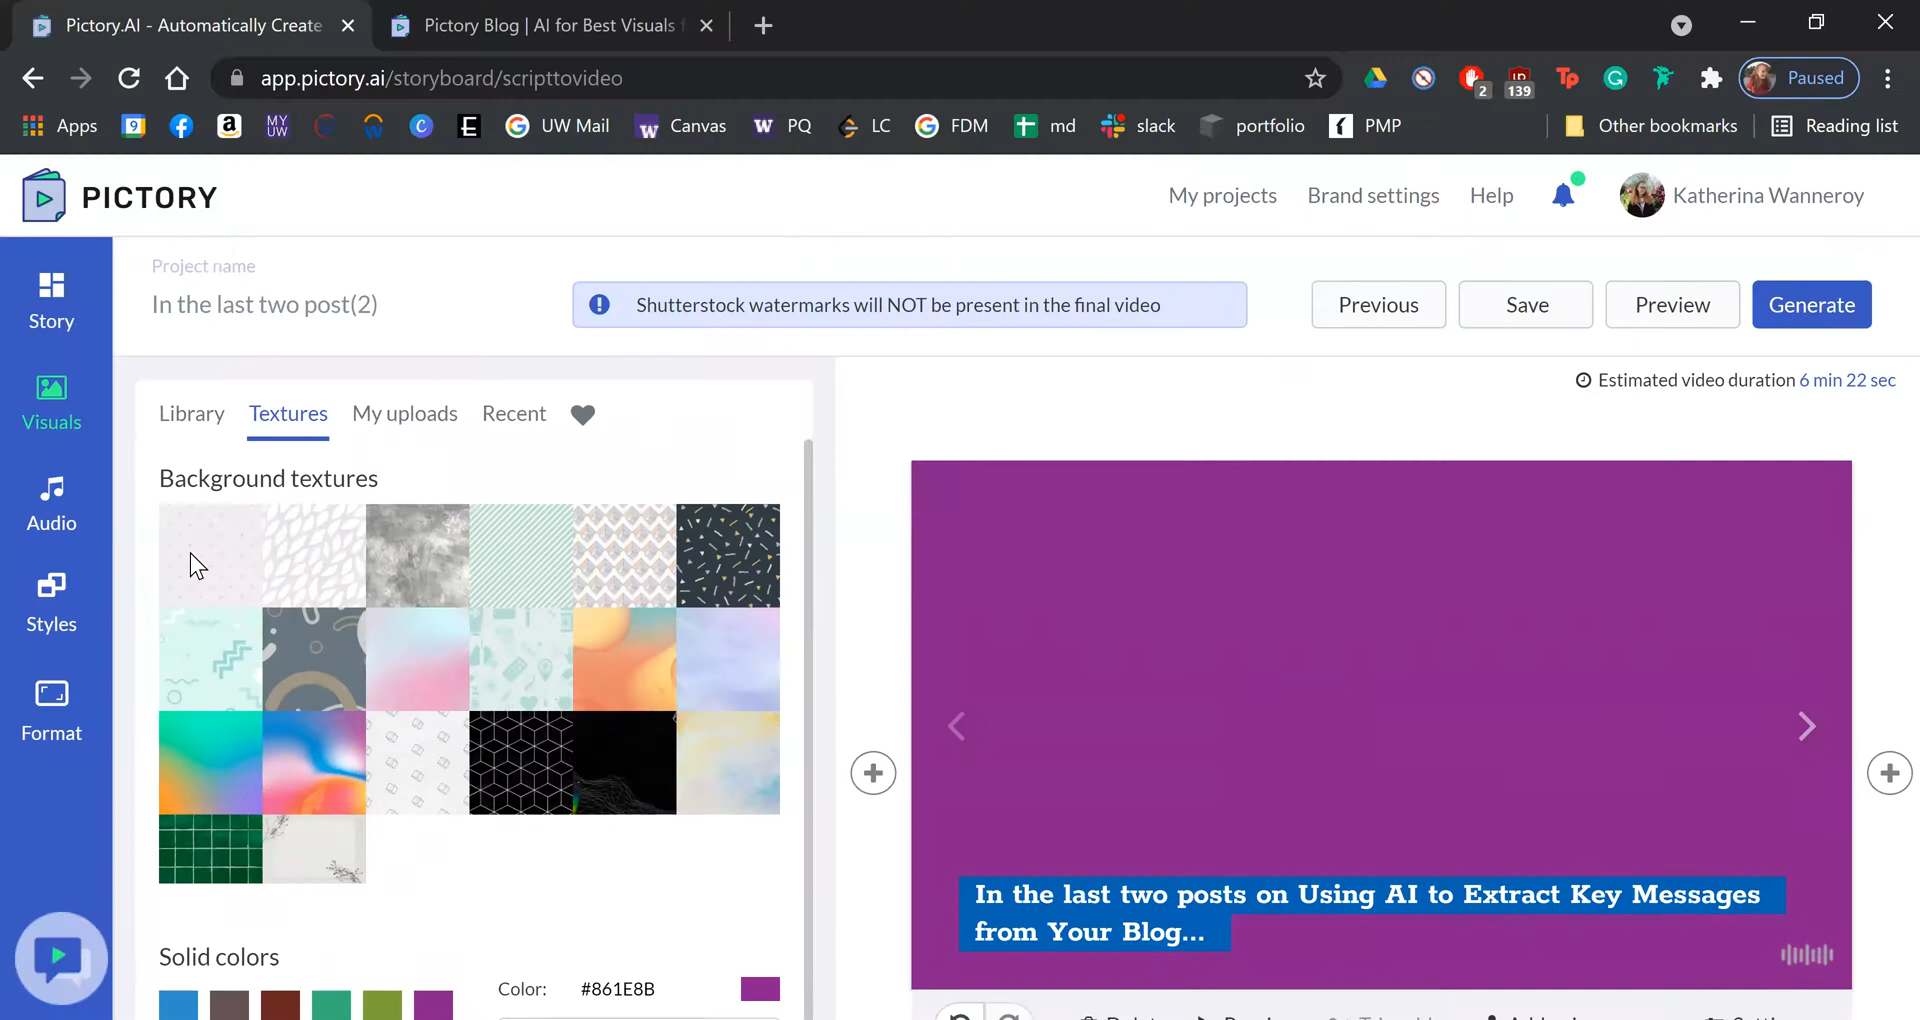 Pictory.AI - Automatically Create
Pictory Blog | AI for Best Visuals
app.pictory.ai/storyboard/scripttovideo
2
139
Tp
Paused
Apps
9
MY UW
UW Mail
Canvas
PQ
LC
FDM
md
slack
portfolio
PMP
Other bookmarks
Reading list
PICTORY
My projects
Brand settings
Help
Katherina Wanneroy
Story
Visuals
Audio
Styles
Format
Project name
In the last two post(2)
Shutterstock watermarks will NOT be present in the final video
Previous
Save
Preview
Generate
Estimated video duration 6 min 22 sec
Library
Textures
My uploads
Recent
Background textures
Solid colors
Color: #861E8B
In the last two posts on Using AI to Extract Key Messages
from Your Blog...